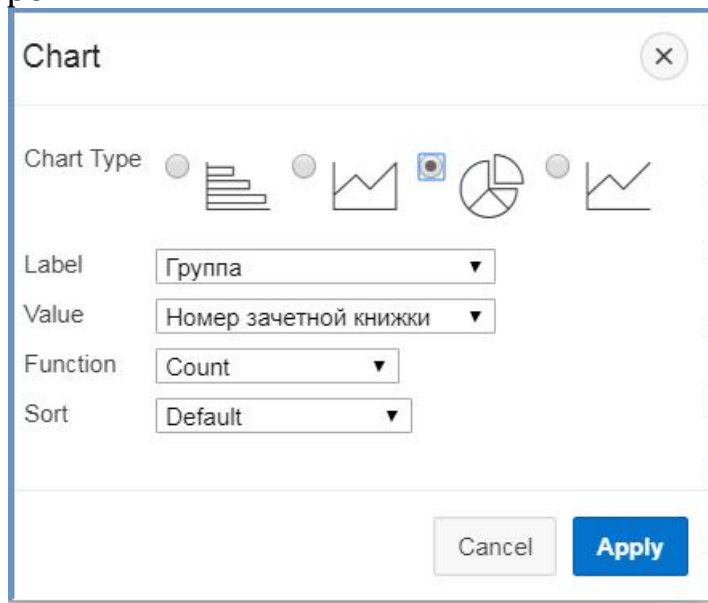 Chart
Chart Type
Label Группа
Value Номер зачетной книжки
Function Count
Sort Default
Cancel Apply